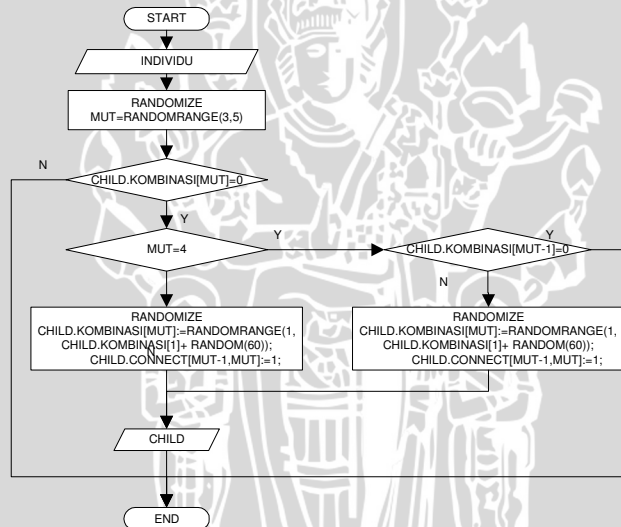 START
INDIVIDU
RANDOMIZE
MUT=RANDOMRANGE(3,5)
N
CHILD.KOMBINASI[MUT]=0
Y
MUT=4
Y
CHILD.KOMBINASI[MUT-1]=0
Y
N
RANDOMIZE
CHILD.KOMBINASI[MUT]:=RANDOMRANGE(1,
CHILD.KOMBINASI[1]+ RANDOM(60));
N
CHILD.CONNECT[MUT-1,MUT]:=1;
RANDOMIZE
CHILD.KOMBINASI[MUT]:=RANDOMRANGE(1,
CHILD.KOMBINASI[1]+ RANDOM(60));
CHILD.CONNECT[MUT-1,MUT]:=1;
CHILD
END